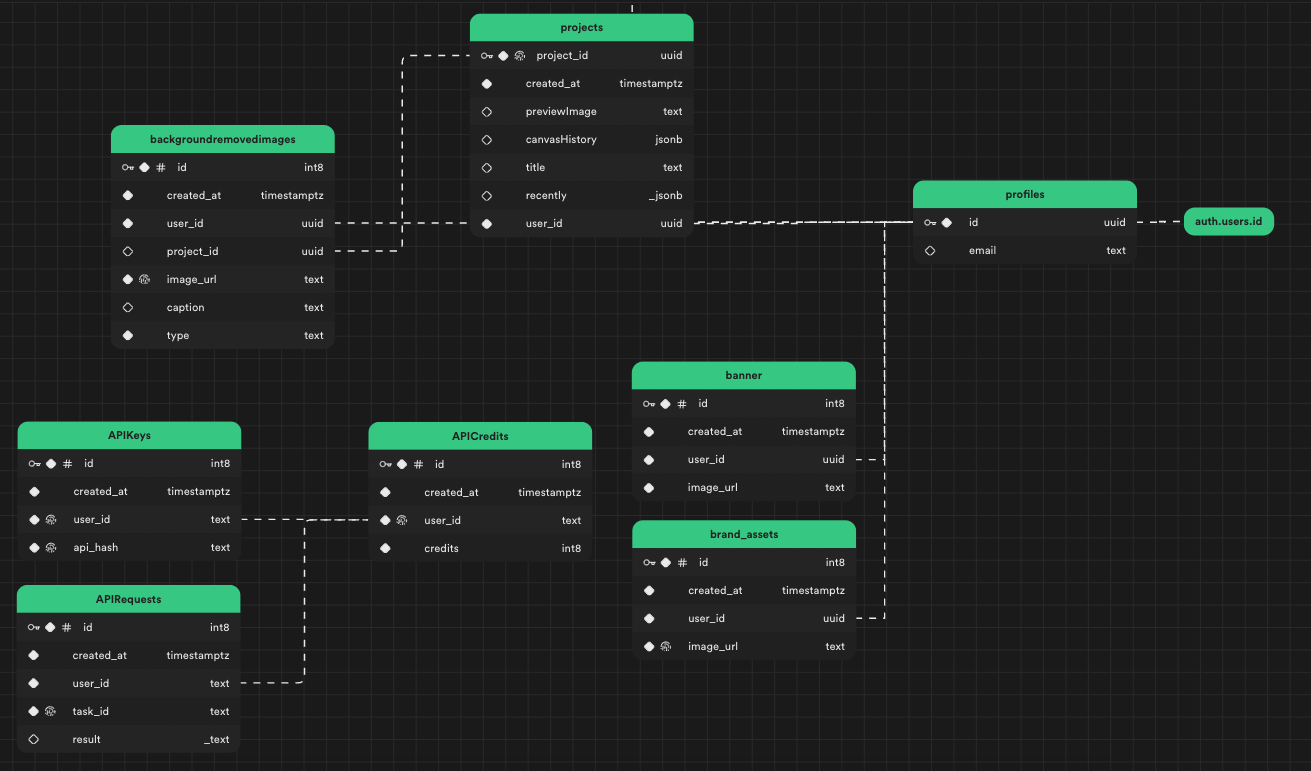 projects
project_id uuid
created_at timestamptz
previewImage text
canvasHistory jsonb
title text
recently _jsonb
user_id uuid
backgroundremovedimages
# id int8
created_at timestamptz
user_id uuid
project_id uuid
image_url text
caption text
type text
profiles
id uuid
email text
auth.users.id
banner
# id int8
created_at timestamptz
user_id uuid
image_url text
APIKeys
# id int8
created_at timestamptz
user_id text
api_hash text
APICredits
# id int8
created_at timestamptz
user_id text
credits int8
brand_assets
# id int8
created_at timestamptz
user_id uuid
image_url text
APIRequests
# id int8
created_at timestamptz
user_id text
task_id text
result _text